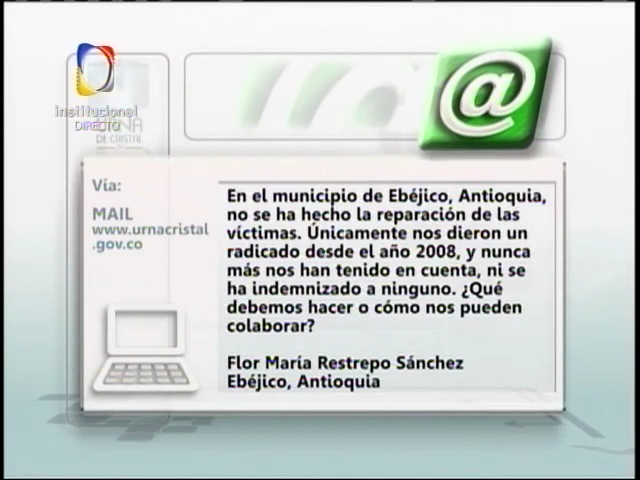 institucional
DIRECTO
URNA
DE CRISTAL
@
Vía:
MAIL
www.urnacristal
.gov.co
En el municipio de Ebéjico, Antioquia,
no se ha hecho la reparación de las
víctimas. Únicamente nos dieron un
radicado desde el año 2008, y nunca
más nos han tenido en cuenta, ni se
ha indemnizado a ninguno. ¿Qué
debemos hacer o cómo nos pueden
colaborar?
Flor María Restrepo Sánchez
Ebéjico, Antioquia